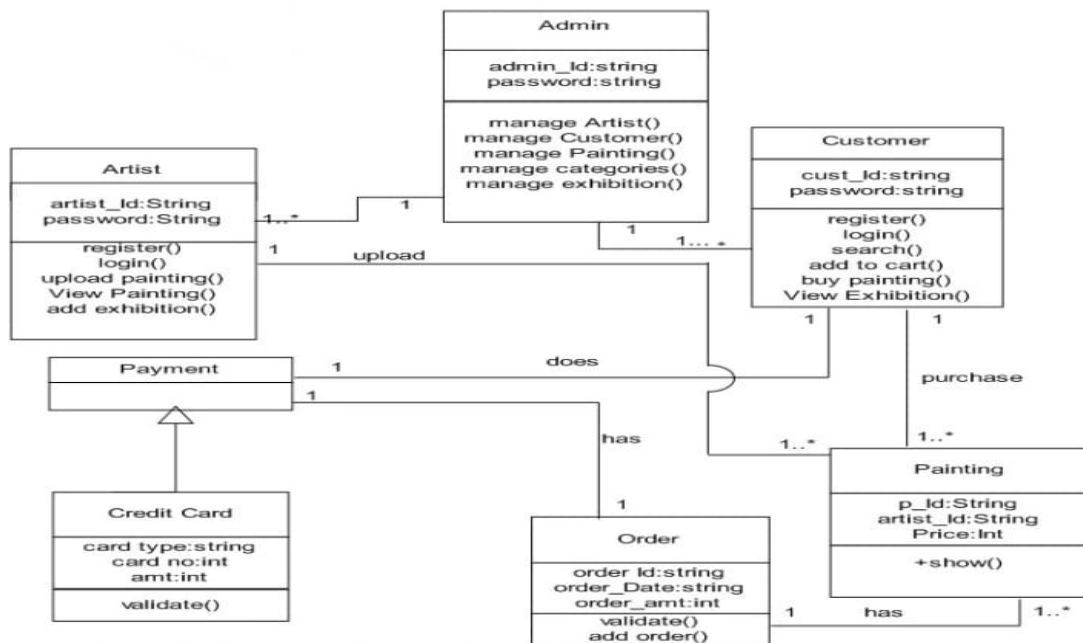 Admin
admin_Id:string
password:string
manage Artist()
manage Customer()
manage Painting()
manage categories()
manage exhibition()
Customer
cust_Id:string
password:string
register()
login()
search()
add to cart()
buy painting()
View Exhibition()
Artist
artist_Id:String
password:String
register()
login()
upload painting()
View Painting()
add exhibition()
1..*
1
1
1... *
1
upload
Payment
1
does
1
1
purchase
1
has
1..*
1..*
Painting
p_Id:String
artist_Id:String
Price:Int
+show()
Credit Card
card type:string
card no:int
amt:int
validate()
1
Order
order Id:string
order_Date:string
order_amt:int
validate()
add order()
1
has
1..*